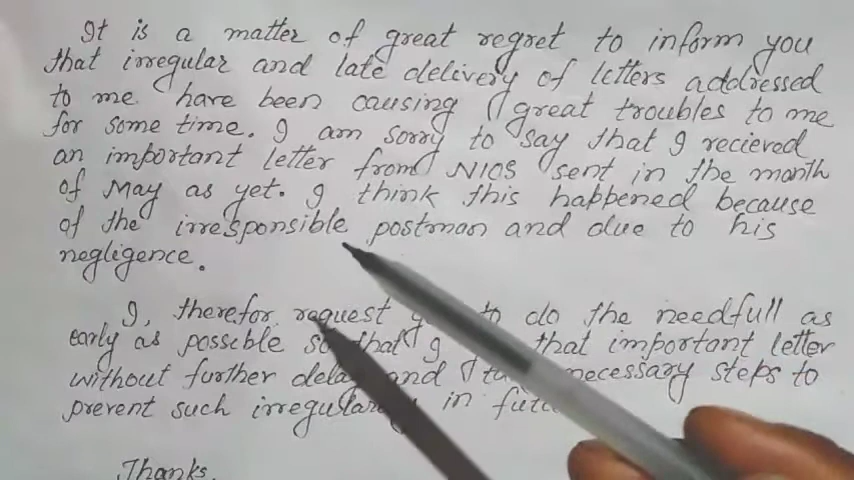 It is a matter of great regret to inform you
that irregular and late delivery of letters addressed
to me have been causing great troubles to me
for some time. I am sorry to say that I recieved
an important letter from NIOS sent in the month
of May as yet. I think this happened because
of the irresponsible postman and due to his
negligence.
I, therefor request to do the needfull as
early as possible so that I that important letter
without further delay and necessary steps to
prevent such in
Thanks.